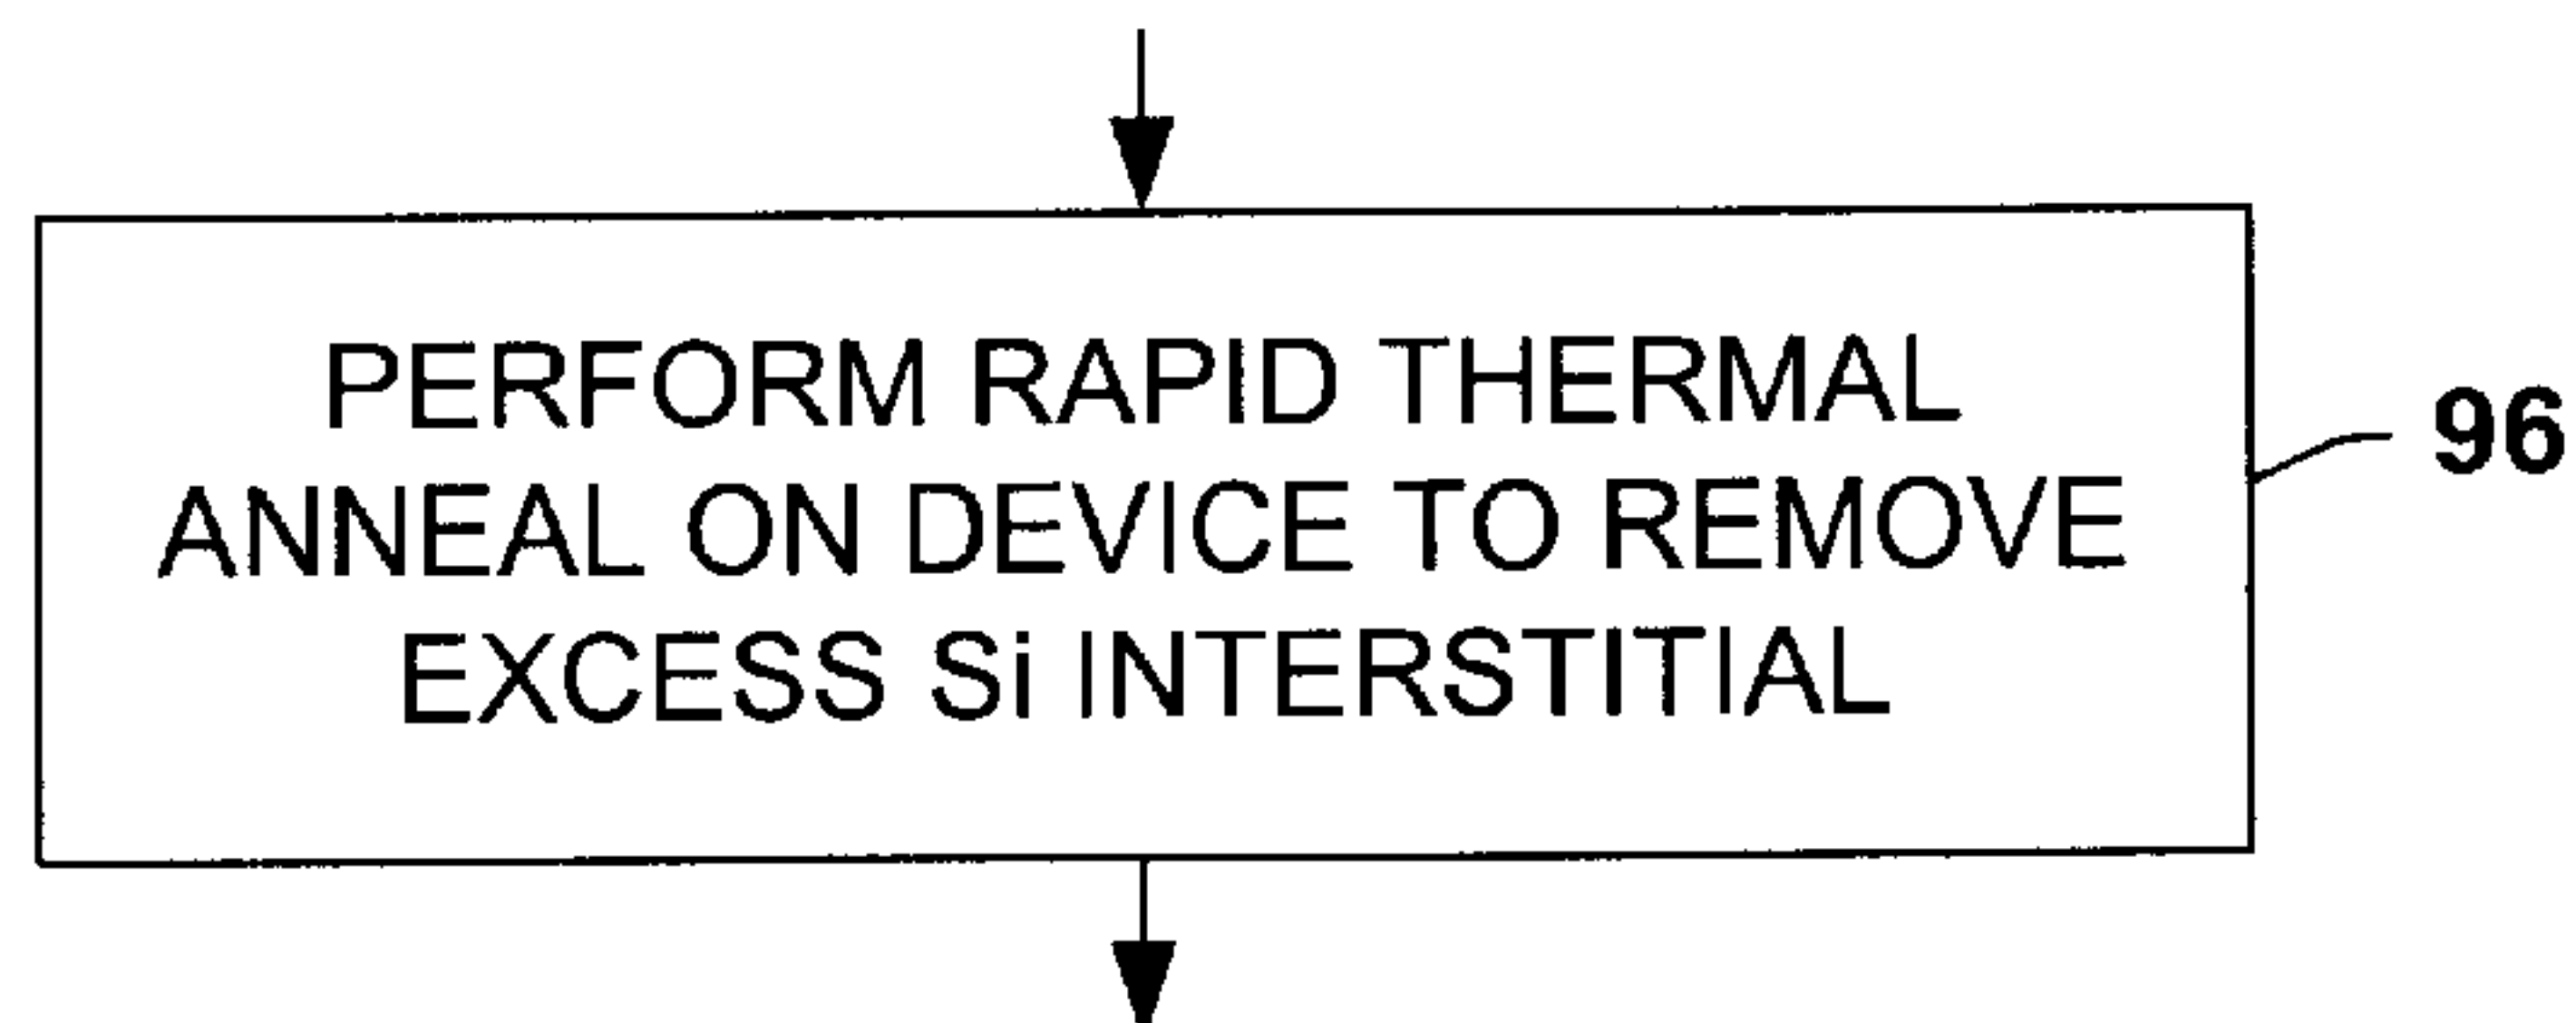 PERFORM RAPID THERMAL
ANNEAL ON DEVICE TO REMOVE
EXCESS Si INTERSTITIAL
96